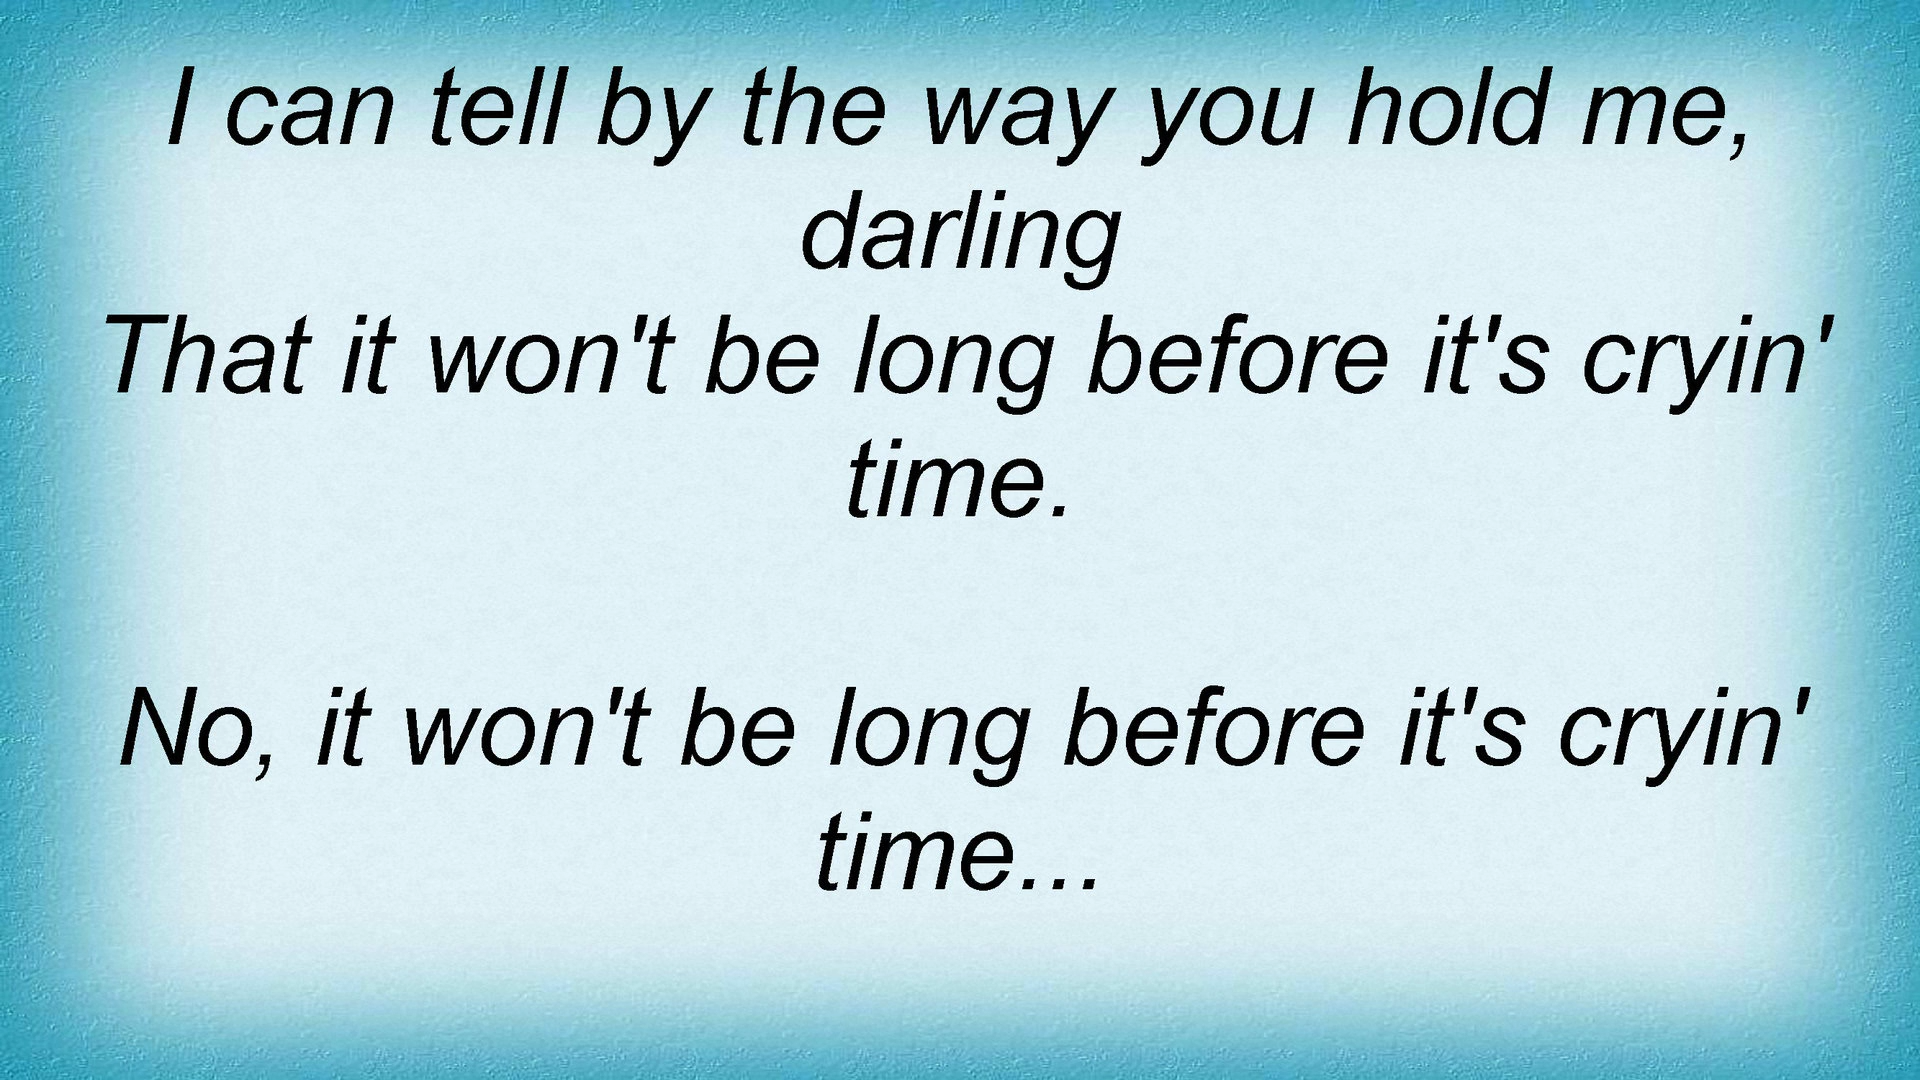 I can tell by the way you hold me,
darling
That it won't be long before it's cryin'
time.
No, it won't be long before it's cryin'
time...